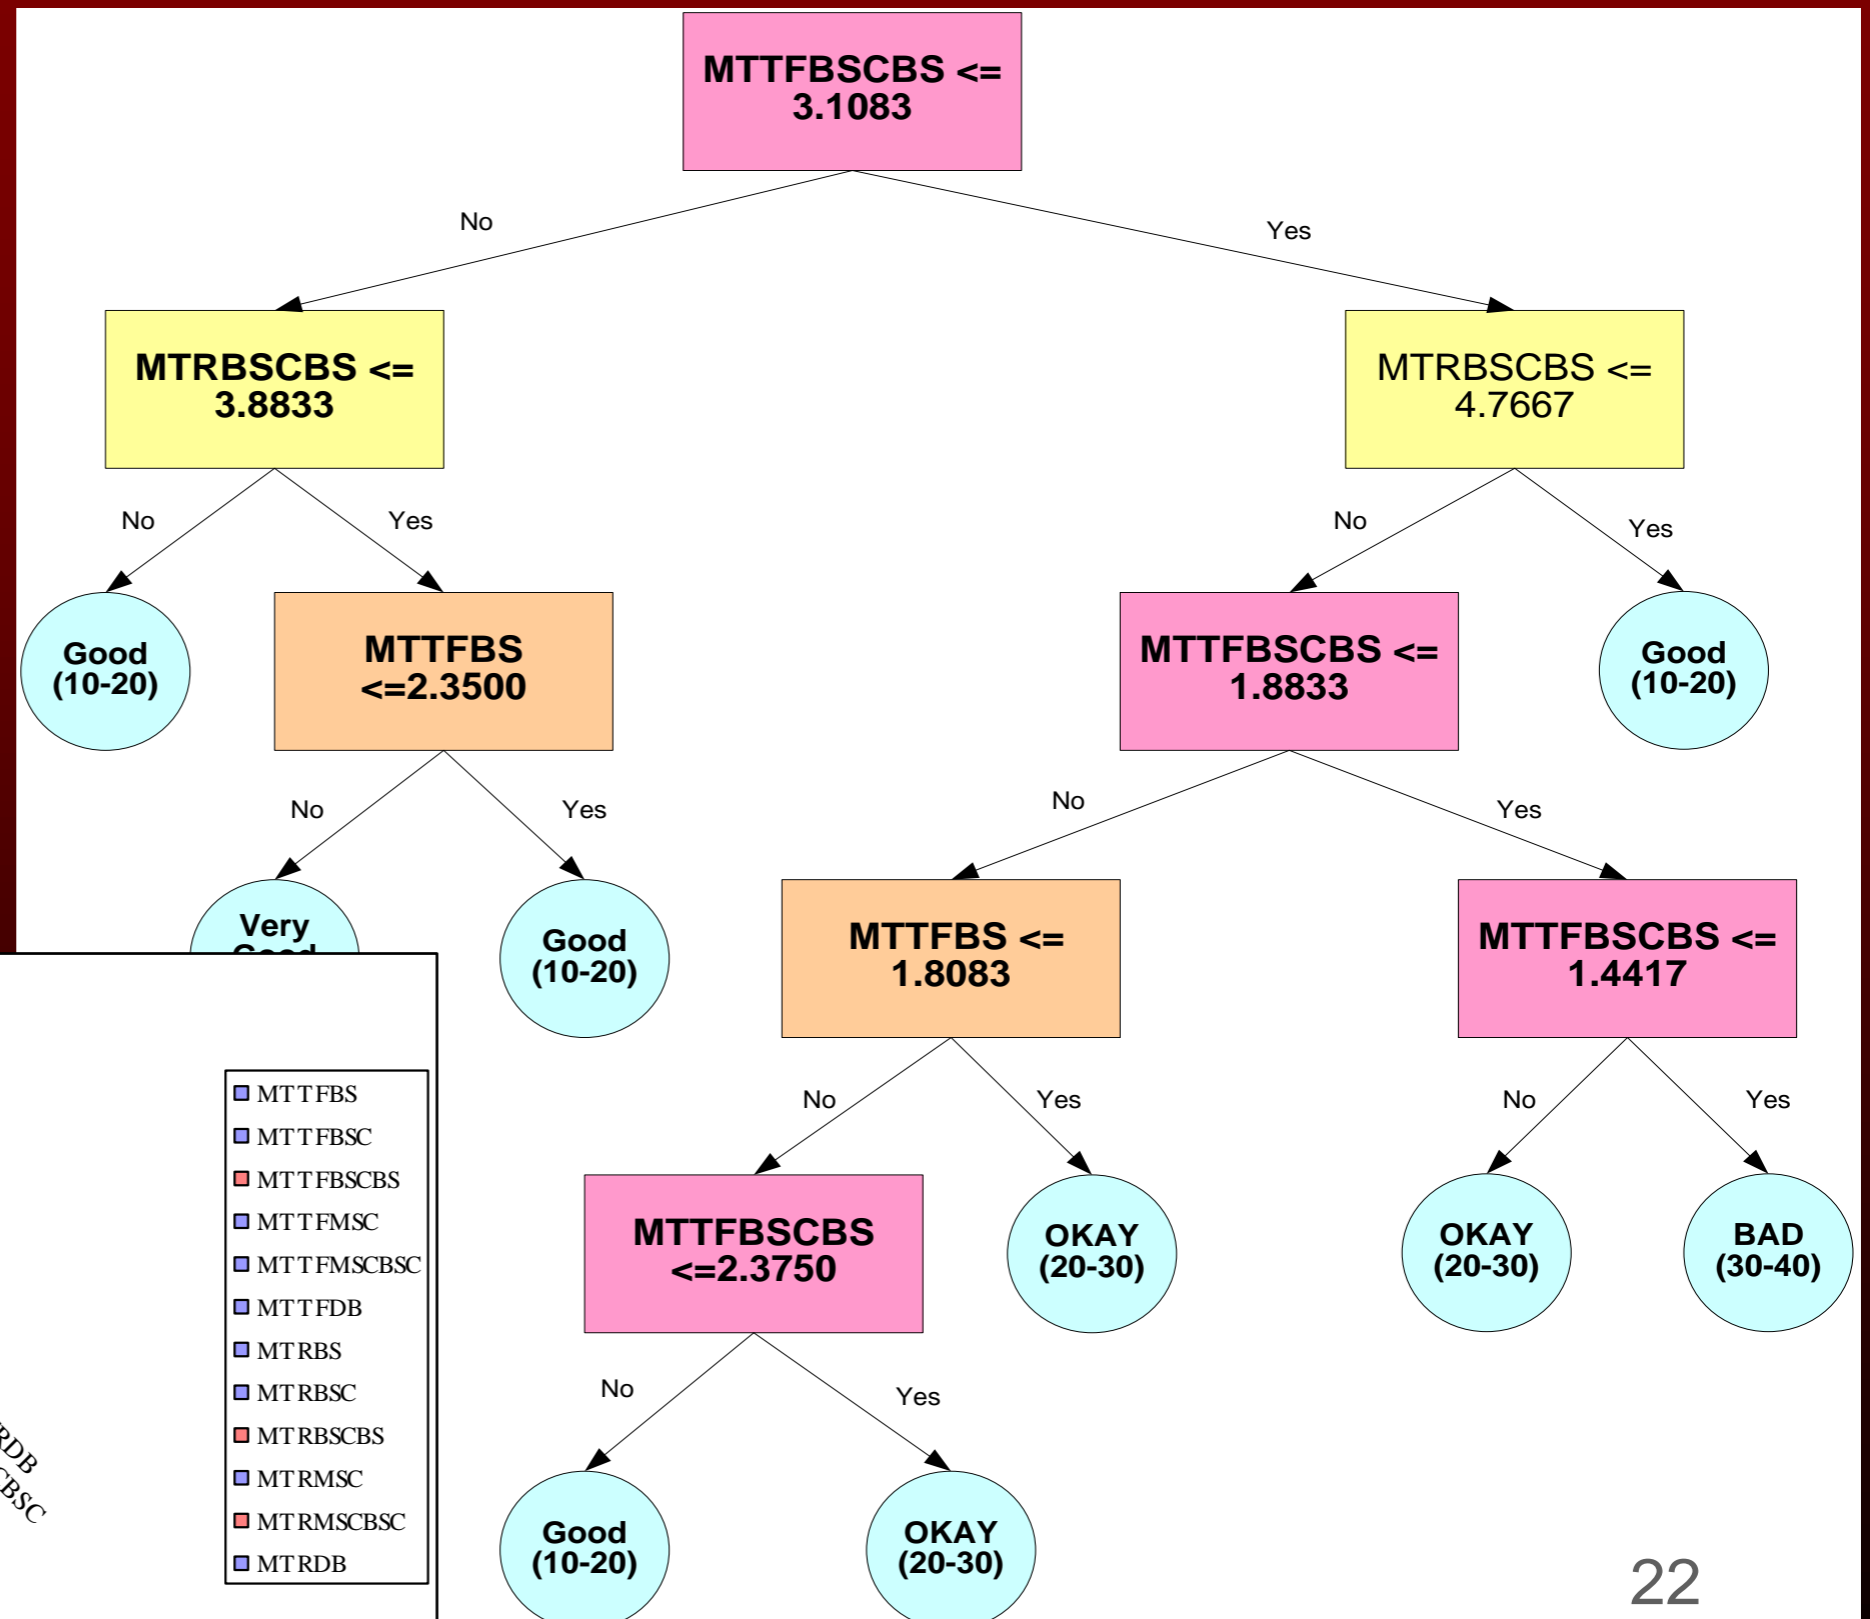 MTTFBSCBS <=
3.1083
No
Yes
MTRBSCBS <=
3.8833
MTRBSCBS <=
4.7667
No
Yes
No
Yes
Good
(10-20)
MTTFBS
<=2.3500
MTTFBSCBS <=
1.8833
Good
(10-20)
No
Yes
No
Yes
Very
Good
Good
(10-20)
MTTFBS <=
1.8083
MTTFBSCBS <=
1.4417
No
Yes
No
Yes
MTTFBSCBS
<=2.3750
OKAY
(20-30)
OKAY
(20-30)
BAD
(30-40)
No
Yes
Good
(10-20)
OKAY
(20-30)
MTTFBS
MTTFBSC
MTTFBSCBS
MTTFMSC
MTTFMSCBSC
MTTFDB
MTRBS
MTRBSC
MTRBSCBS
MTRMSC
MTRMSCBSC
MTRDB
22